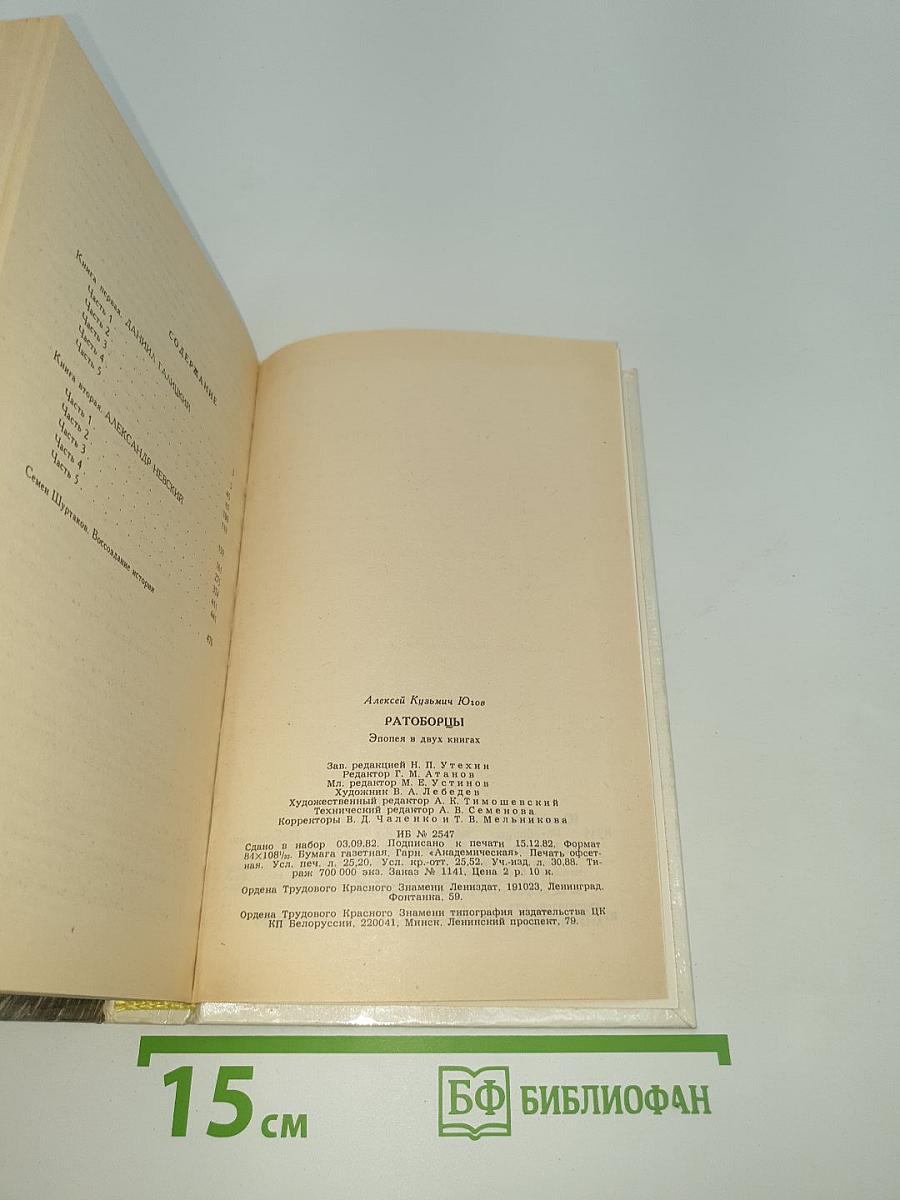 СОДЕРЖАНИЕ
Книга первая. ДАНИИЛ ГАЛИЦКИЙ
Часть 1
Часть 2
Часть 3
Часть 4
Часть 5
Книга вторая. АЛЕКСАНДР НЕВСКИЙ
Часть 1
Часть 2
Часть 3
Часть 4
Часть 5
Семен Шуртаков. Воссоздание истории
Алексей Кузьмич Югов
РАТОБОРЦЫ
Эпопея в двух книгах
Зав. редакцией Н. П. Утехин
Редактор Г. М. Атанов
Мл. редактор М. Е. Устинов
Художник В. А. Лебедев
Художественный редактор А. К. Тимошевский
Технический редактор А. В. Семенова
Корректоры В. Д. Чаленко и Т. В. Мельникова
ИБ № 2547
Сдано в набор 03.09.82. Подписано к печати 15.12.82. Формат
84×108¹/₃₂. Бумага газетная. Гарн. «Академическая». Печать офсет-
ная. Усл. печ. л. 25,20. Усл. кр.-отт. 25,52. Уч.-изд. л. 30,88. Ти-
раж 700 000 экз. Заказ № 1141. Цена 2 р. 10 к.
Ордена Трудового Красного Знамени Лениздат, 191023, Ленинград,
Фонтанка, 59.
Ордена Трудового Красного Знамени типография издательства ЦК
КП Белоруссии, 220041, Минск, Ленинский проспект, 79.
15 см
БФ БИБЛИОФАН